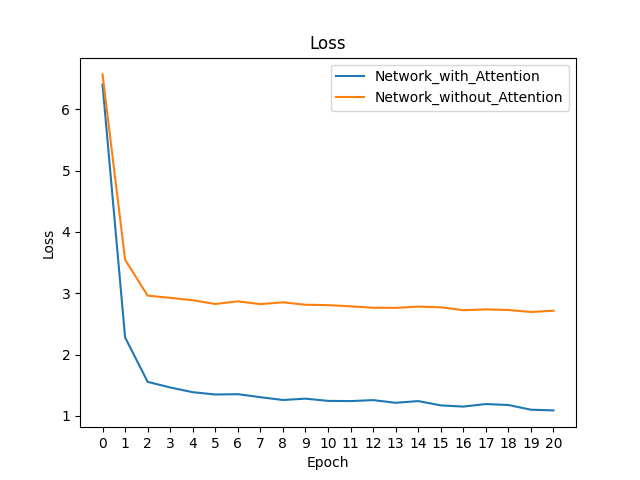 Loss
Network_with_Attention
Network_without_Attention
6
5
4
3
2
1
Loss
0 1 2 3 4 5 6 7 8 9 10 11 12 13 14 15 16 17 18 19 20
Epoch